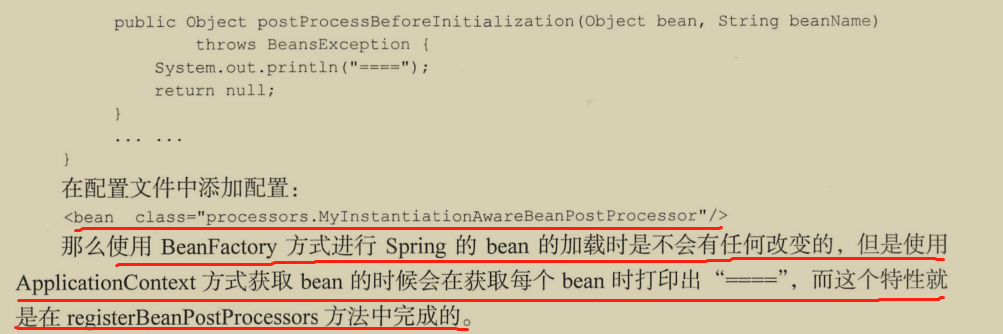 public Object postProcessBeforeInitialization(Object bean, String beanName)
throws BeansException {
System.out.println("====");
return null;
}
... ...
}
在配置文件中添加配置：
<bean class="processors.MyInstantiationAwareBeanPostProcessor"/>
那么使用 BeanFactory 方式进行 Spring 的 bean 的加载时是不会有任何改变的，但是使用
ApplicationContext 方式获取 bean 的时候会在获取每个 bean 时打印出“====”，而这个特性就
是在 registerBeanPostProcessors 方法中完成的。